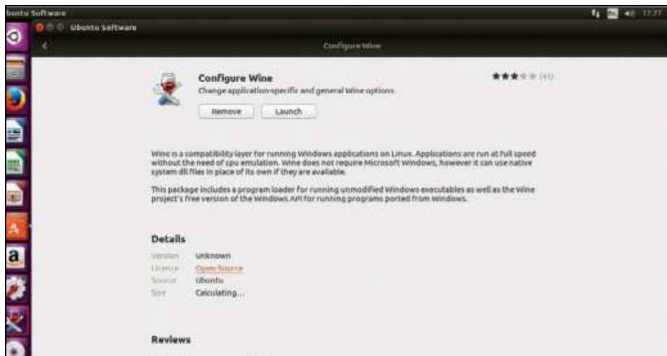 Ubuntu Software
17:27
Ubuntu Software
Configure Wine
Configure Wine
Change application-specific and general Wine options.
(41)
Remove
Launch
Wine is a compatibility layer for running Windows applications on Linux. Applications are run at full speed
without the need of cpu emulation. Wine does not require Microsoft Windows, however it can use native
system dll files in place of its own if they are available.
This package includes a program loader for running unmodified Windows executables as well as the Wine
project's free version of the Windows API for running programs ported from Windows.
Details
Version Unknown
Licence Open Source
Source Ubuntu
Size Calculating...
Reviews